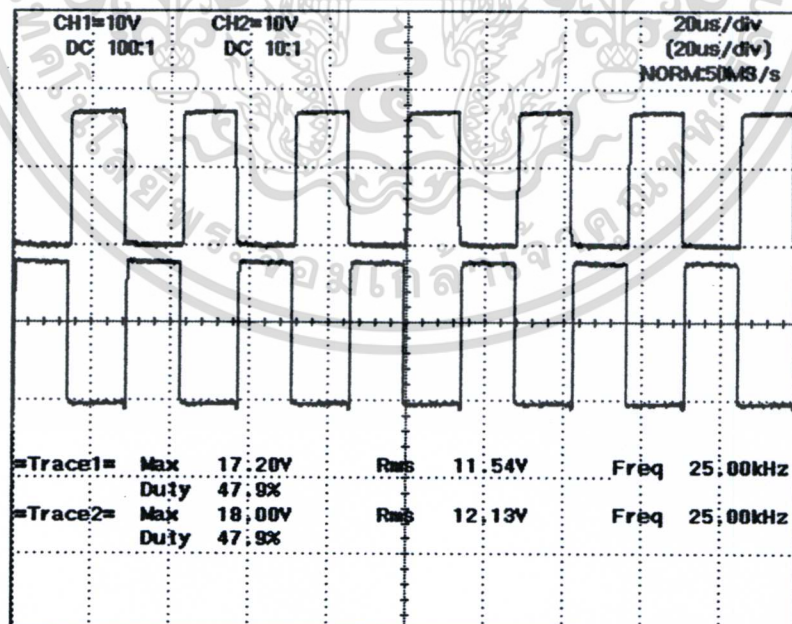 CH1=10V CH2=10V 20us/div
DC 100:1 DC 10:1 (20us/div)
NORM:50MS/s
=Trace1= Max 17.20V Rms 11.54V Freq 25.00kHz
Duty 47.9%
=Trace2= Max 18.00V Rms 12.13V Freq 25.00kHz
Duty 47.9%